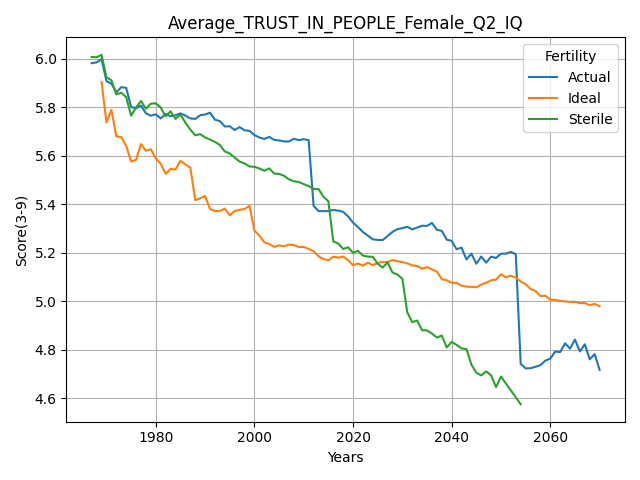 Average_TRUST_IN_PEOPLE_Female_Q2_IQ
Fertility
Actual
Ideal
Sterile
Score(3-9)
6.0
5.8
5.6
5.4
5.2
5.0
4.8
4.6
1980
2000
2020
2040
2060
Years